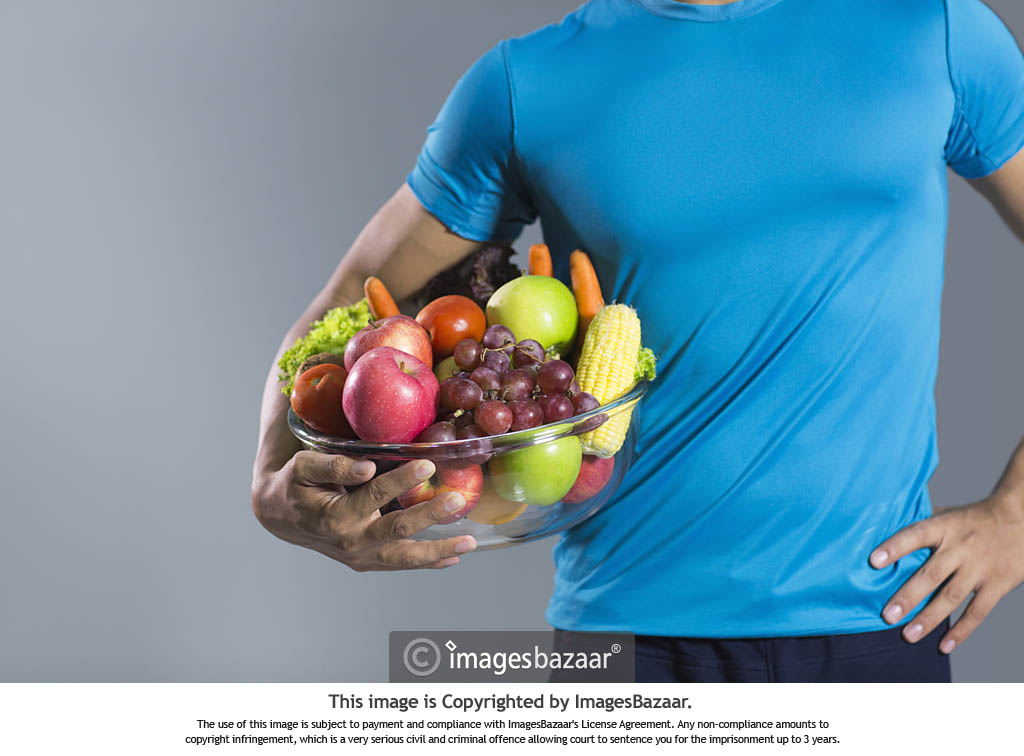 © imagesbazaar®
This image is Copyrighted by ImagesBazaar.
The use of this image is subject to payment and compliance with ImagesBazaar's License Agreement. Any non-compliance amounts to
copyright infringement, which is a very serious civil and criminal offence allowing court to sentence you for the imprisonment up to 3 years.